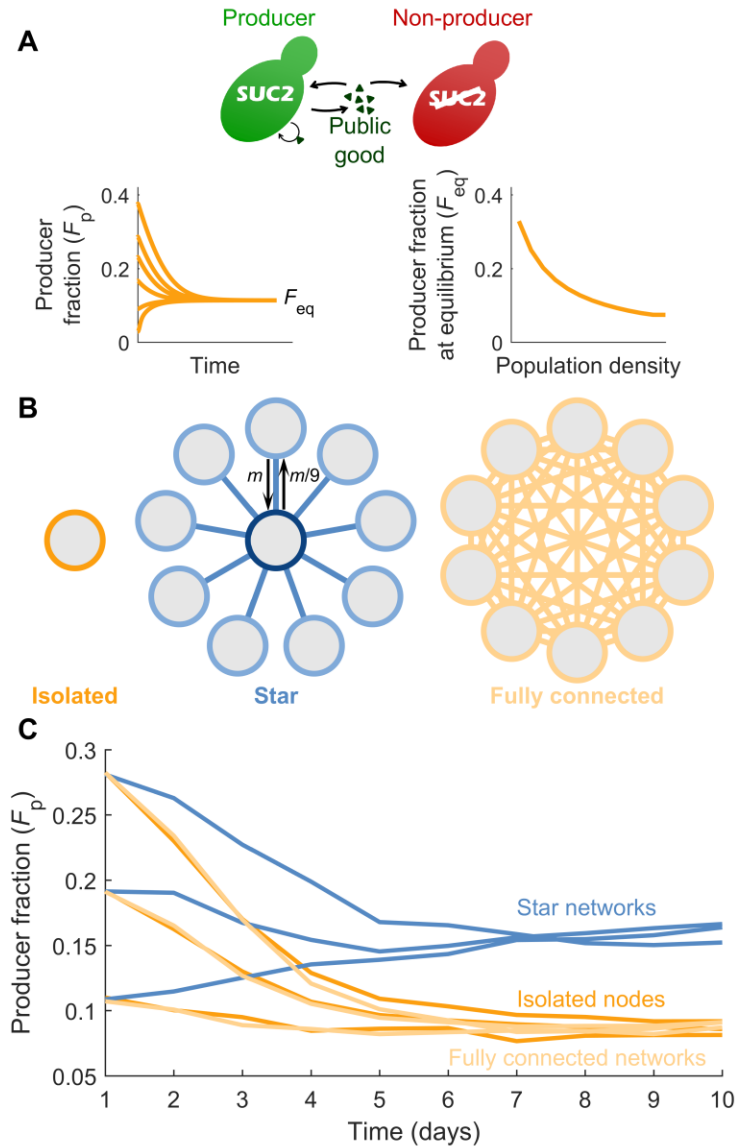 A
Producer
Non-producer
SUC2
SUC2
Public
good
Producer
fraction (Fp)
0.4
0.2
0
Feq
Time
Producer fraction
at equilibrium (Feq)
0.4
0.2
0
Population density
B
m
m/9
Isolated
Star
Fully connected
C
Producer fraction (Fp)
0.3
0.25
0.2
0.15
0.1
0.05
Star networks
Isolated nodes
Fully connected networks
1 2 3 4 5 6 7 8 9 10
Time (days)